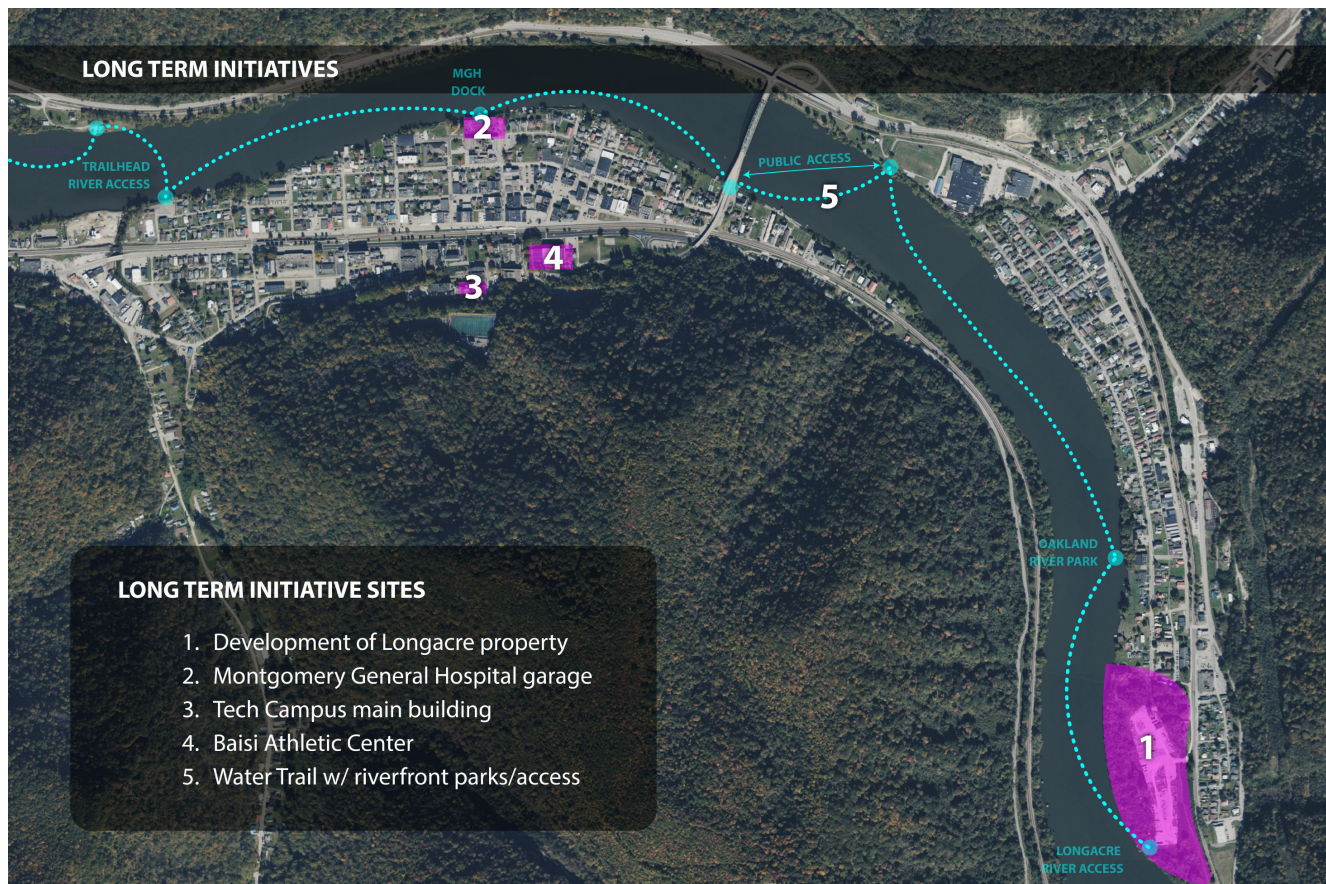 LONG TERM INITIATIVES
MGH
DOCK
TRAILHEAD
RIVER ACCESS
PUBLIC ACCESS
2
5
4
3
OAKLAND
RIVER PARK
LONG TERM INITIATIVE SITES
1. Development of Longacre property
2. Montgomery General Hospital garage
3. Tech Campus main building
4. Baisi Athletic Center
5. Water Trail w/ riverfront parks/access
1
LONGACRE
RIVER ACCESS